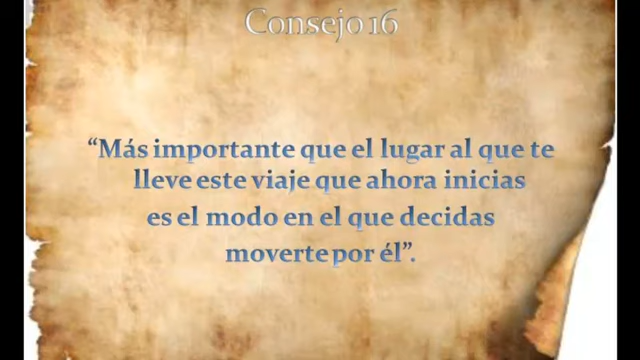 Consejo 16
“Más importante que el lugar al que te
lleve este viaje que ahora inicias
es el modo en el que decidas
moverte por él”.